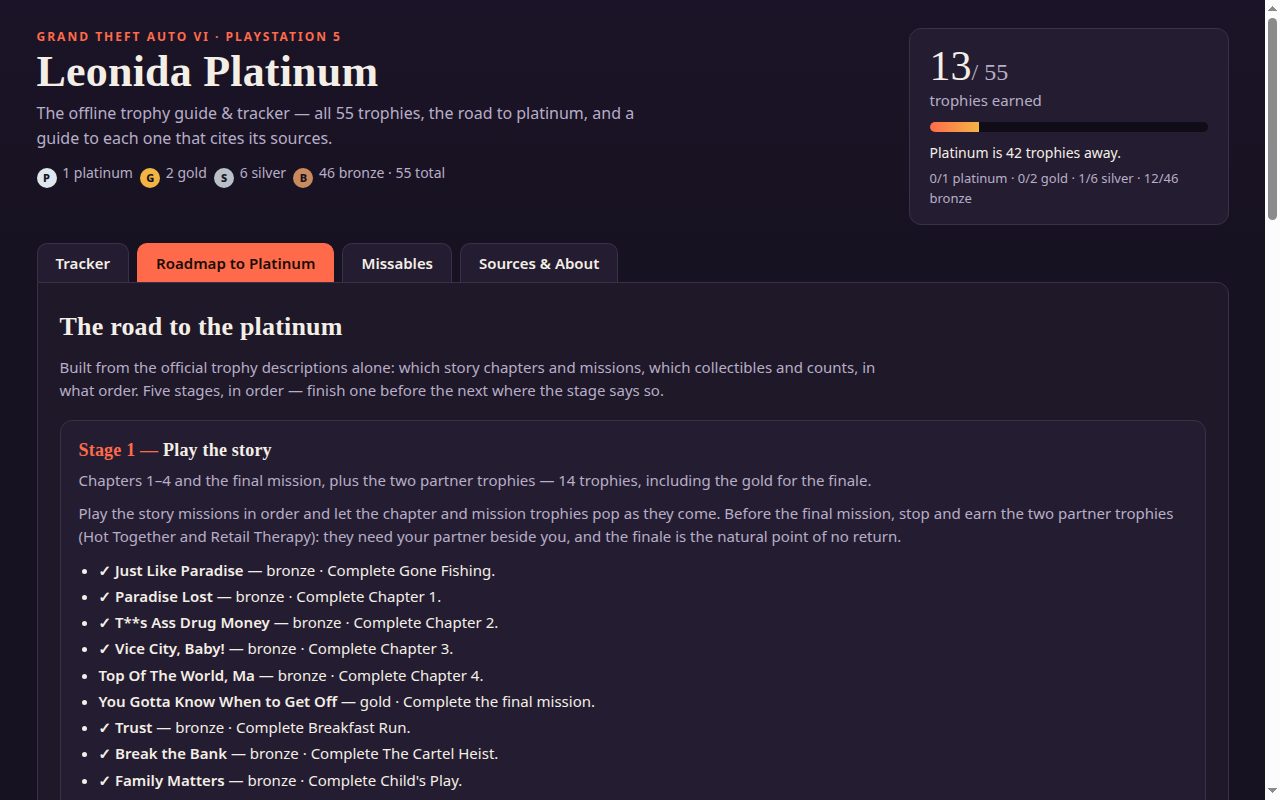 GRAND THEFT AUTO VI · PLAYSTATION 5
Leonida Platinum
The offline trophy guide & tracker — all 55 trophies, the road to platinum, and a
guide to each one that cites its sources.
P 1 platinum G 2 gold S 6 silver B 46 bronze · 55 total
13 / 55
trophies earned
Platinum is 42 trophies away.
0/1 platinum · 0/2 gold · 1/6 silver · 12/46
bronze
Tracker
Roadmap to Platinum
Missables
Sources & About
The road to the platinum
Built from the official trophy descriptions alone: which story chapters and missions, which collectibles and counts, in
what order. Five stages, in order — finish one before the next where the stage says so.
Stage 1 — Play the story
Chapters 1–4 and the final mission, plus the two partner trophies — 14 trophies, including the gold for the finale.
Play the story missions in order and let the chapter and mission trophies pop as they come. Before the final mission, stop and earn the two partner trophies
(Hot Together and Retail Therapy): they need your partner beside you, and the finale is the natural point of no return.
• ✓ Just Like Paradise — bronze · Complete Gone Fishing.
• ✓ Paradise Lost — bronze · Complete Chapter 1.
• ✓ T**s Ass Drug Money — bronze · Complete Chapter 2.
• ✓ Vice City, Baby! — bronze · Complete Chapter 3.
• Top Of The World, Ma — bronze · Complete Chapter 4.
• You Gotta Know When to Get Off — gold · Complete the final mission.
• ✓ Trust — bronze · Complete Breakfast Run.
• ✓ Break the Bank — bronze · Complete The Cartel Heist.
• ✓ Family Matters — bronze · Complete Child's Play.